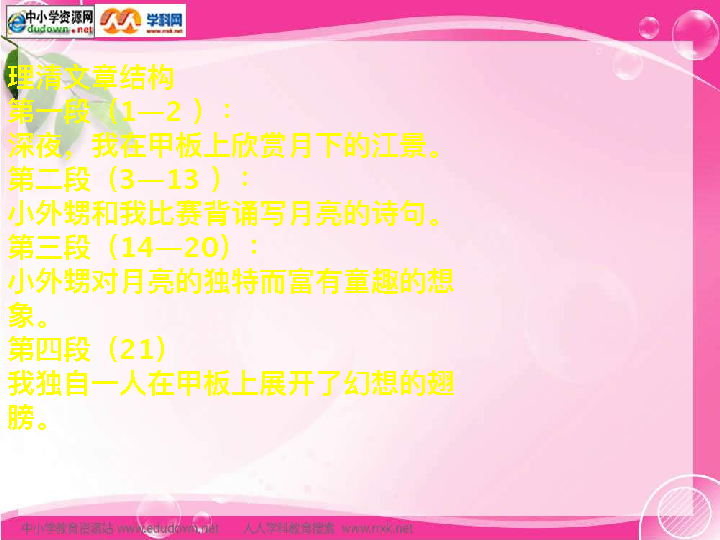 中小学资源网
edudown.net
学科网
www.nxk.net
理清文章结构
第一段（1—2 ）：
深夜，我在甲板上欣赏月下的江景。
第二段（3—13 ）：
小外甥和我比赛背诵写月亮的诗句。
第三段（14—20）：
小外甥对月亮的独特而富有童趣的想
象。
第四段（21）
我独自一人在甲板上展开了幻想的翅
膀。
中小学教育资源站 www.edudown.net 人人学科教育搜索 www.rrxk.net